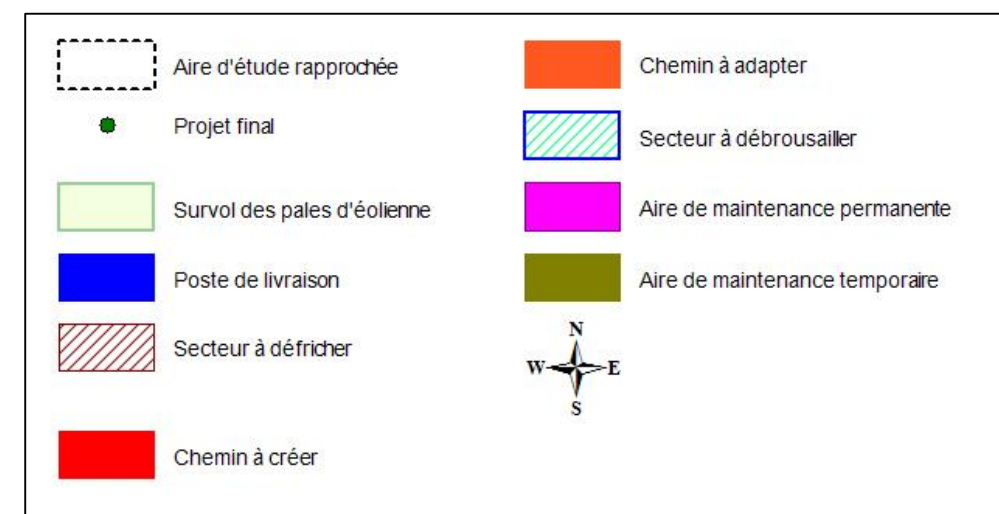 Aire d'étude rapprochée
Projet final
Survol des pales d'éolienne
Poste de livraison
Secteur à défricher
Chemin à créer
Chemin à adapter
Secteur à débrousailler
Aire de maintenance permanente
Aire de maintenance temporaire
N
W E
S